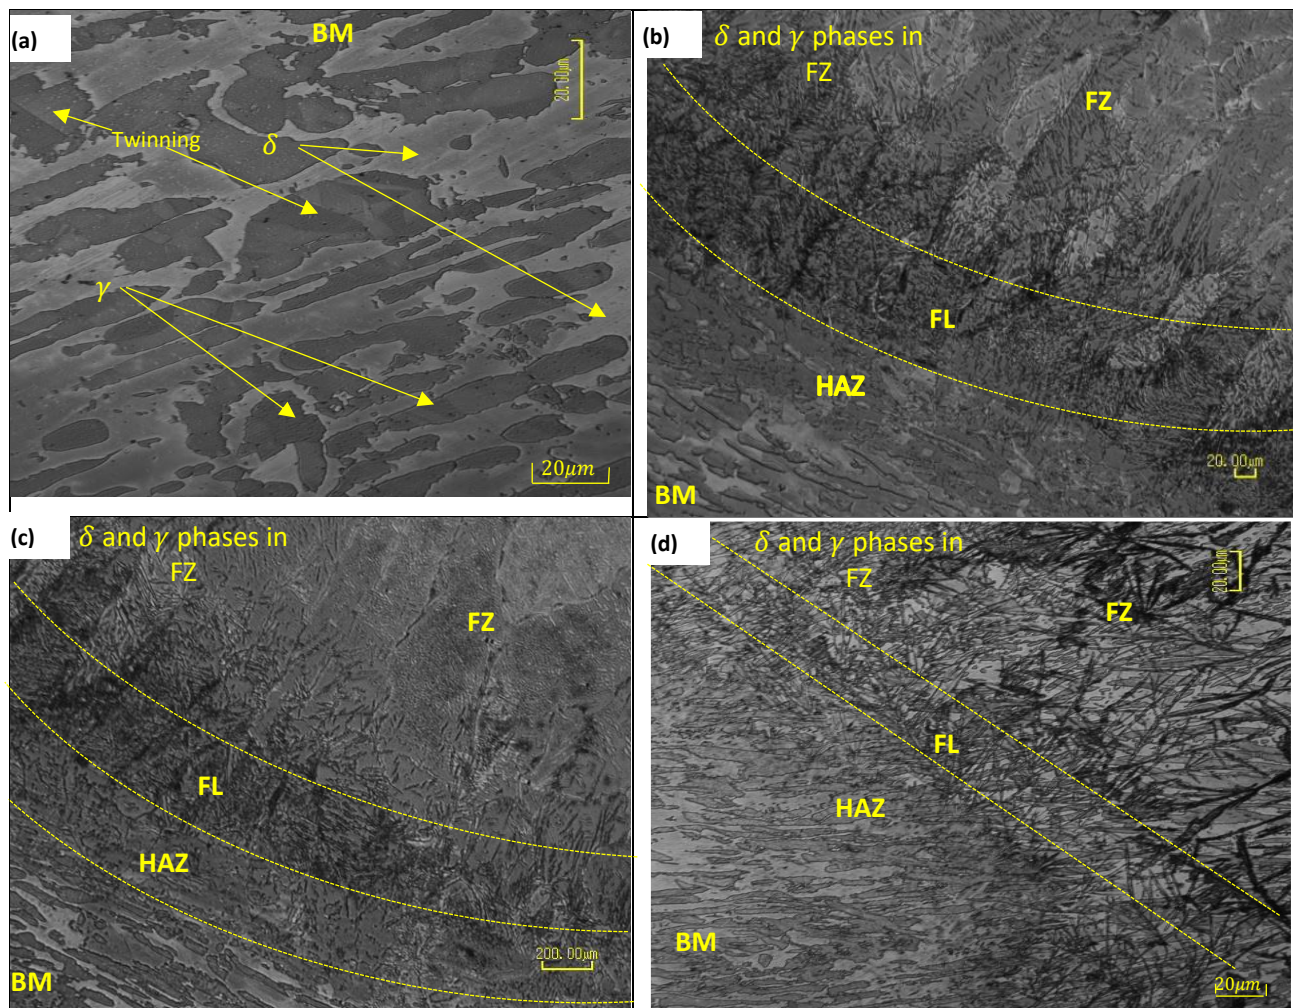 (a)
BM
20.00μm
Twinning
δ
γ
20μm
(b)
δ and γ phases in
FZ
FZ
FL
HAZ
20.00μm
BM
(c)
δ and γ phases in
FZ
FZ
FL
HAZ
200.00μm
BM
(d)
δ and γ phases in
FZ
20.00μm
FZ
FL
HAZ
BM
20μm